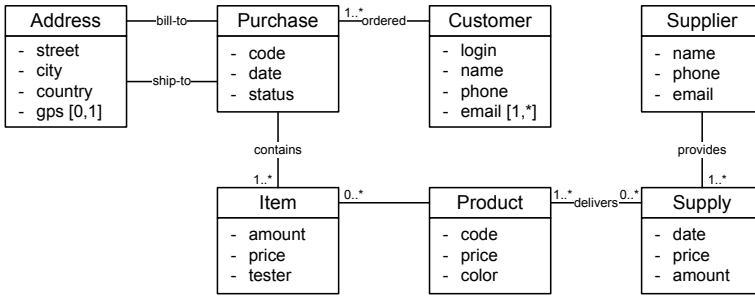 Address
- street
- city
- country
- gps [0,1]
bill-to
ship-to
Purchase
- code
- date
- status
1..*
ordered
Customer
- login
- name
- phone
- email [1,*]
Supplier
- name
- phone
- email
contains
1..*
provides
1..*
Item
- amount
- price
- tester
0..*
Product
- code
- price
- color
1..*
delivers
0..*
Supply
- date
- price
- amount